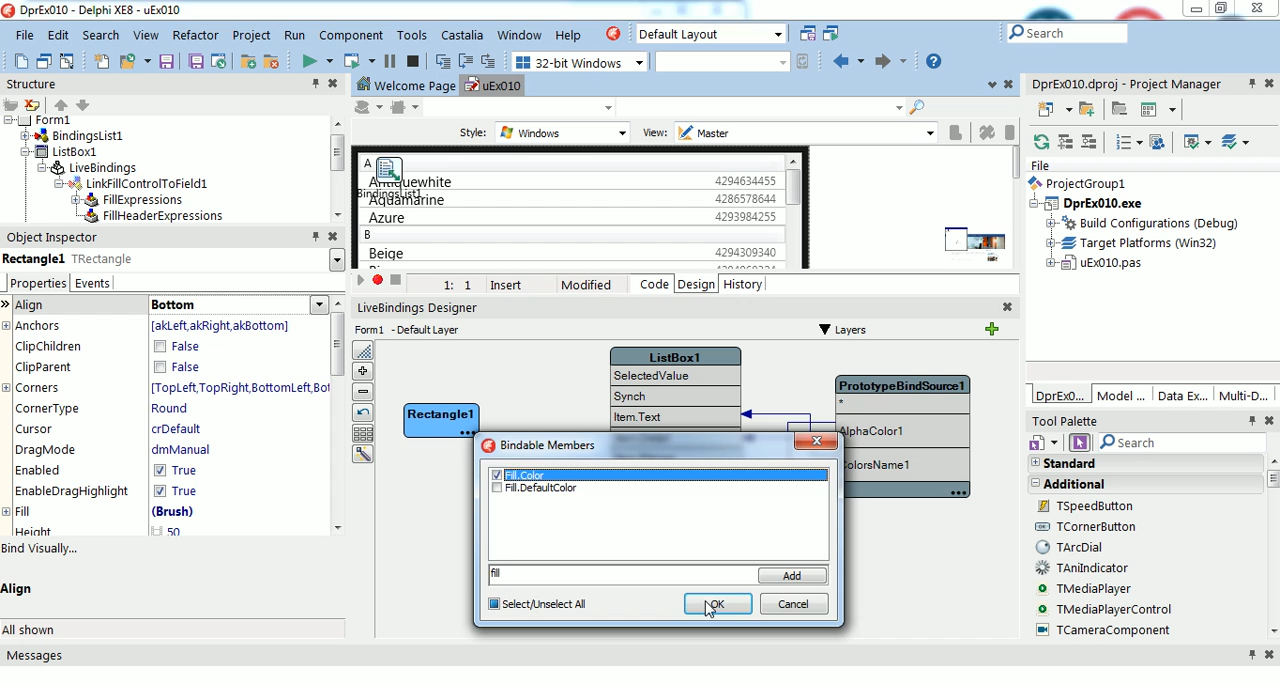 DprEx010 - Delphi XE8 - uEx010
File Edit Search View Refactor Project Run Component Tools Castalia Window Help
Default Layout
Search
32-bit Windows
Structure
Form1
BindingsList1
ListBox1
LiveBindings
LinkFillControlToField1
FillExpressions
FillHeaderExpressions
Object Inspector
Rectangle1 TRectangle
Properties Events
Align Bottom
Anchors [akLeft,akRight,akBottom]
ClipChildren False
ClipParent False
Corners [TopLeft,TopRight,BottomLeft,Bot
CornerType Round
Cursor crDefault
DragMode dmManual
Enabled True
EnableDragHighlight True
Fill (Brush)
Height 50
Bind Visually...
Align
All shown
Messages
Welcome Page uEx010
Style: Windows View: Master
A
Antiquewhite 4294634455
BindingsList1
Aquamarine 4286578644
Azure 4293984255
B
Beige 4294309340
1: 1 Insert Modified Code Design History
LiveBindings Designer
Form1 - Default Layer Layers
Rectangle1
ListBox1
SelectedValue
Synch
Item.Text
PrototypeBindSource1
*
AlphaColor1
ColorsName1
Bindable Members
Fill.Color
Fill.DefaultColor
fill
Add
Select/Unselect All
OK
Cancel
DprEx010.dproj - Project Manager
File
ProjectGroup1
DprEx010.exe
Build Configurations (Debug)
Target Platforms (Win32)
uEx010.pas
DprEx0... Model ... Data Ex... Multi-D...
Tool Palette
Search
Standard
Additional
TSpeedButton
TCornerButton
TArcDial
TAniIndicator
TMediaPlayer
TMediaPlayerControl
TCameraComponent